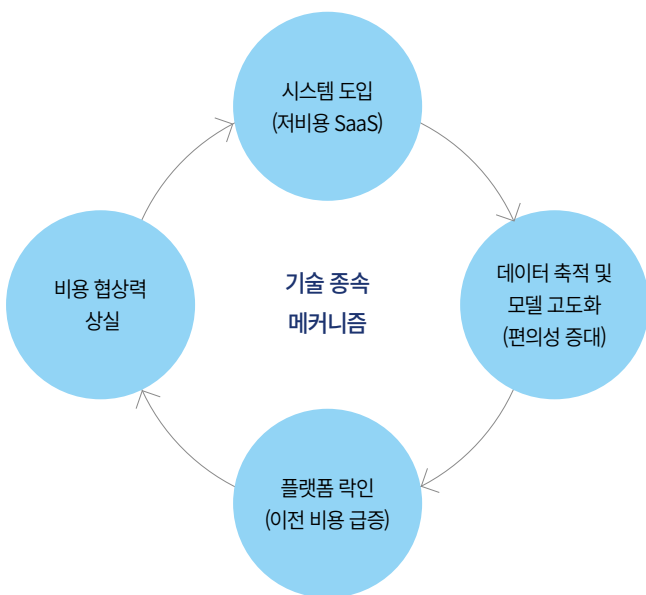 시스템 도입
(저비용 SaaS)
데이터 축적 및
모델 고도화
(편의성 증대)
플랫폼 락인
(이전 비용 급증)
비용 협상력
상실
기술 종속
메커니즘